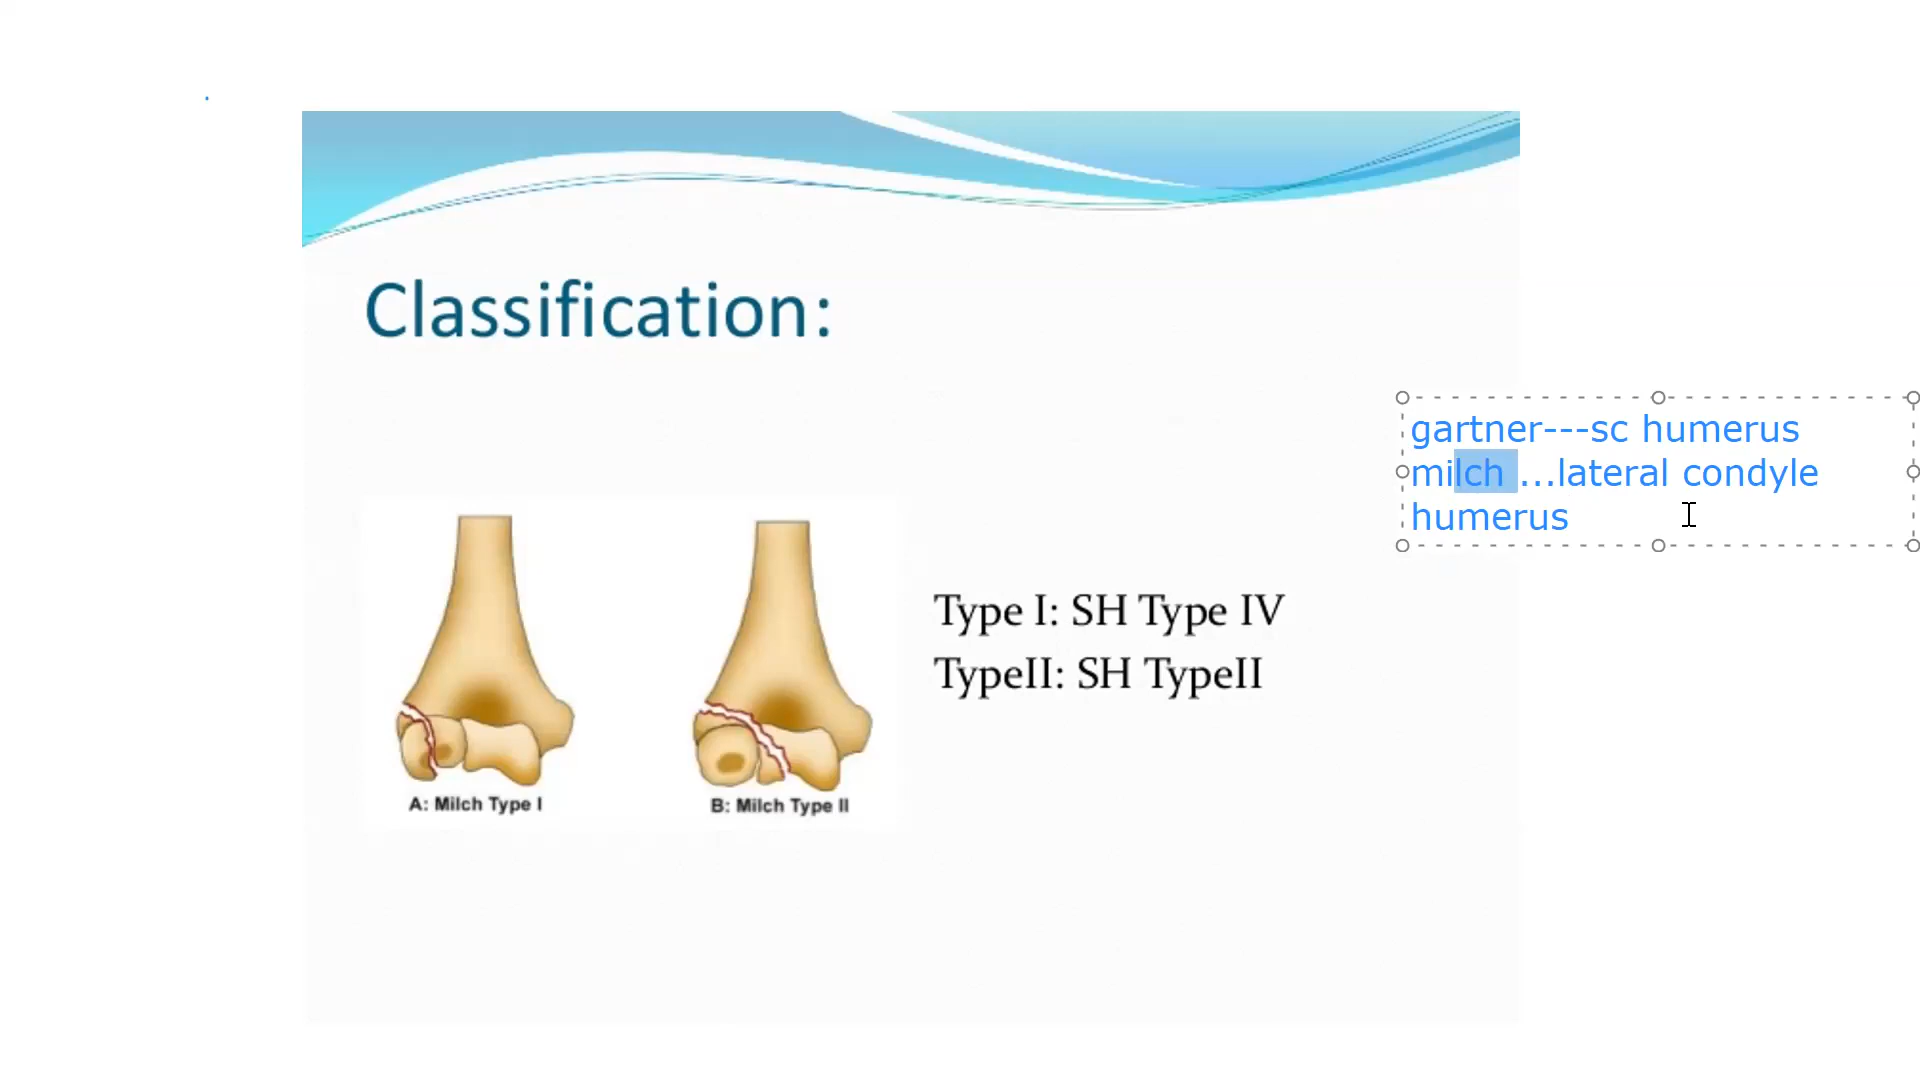 Classification:
gartner---sc humerus
milch ...lateral condyle
humerus
Type I: SH Type IV
TypeII: SH TypeII
A: Milch Type I
B: Milch Type II